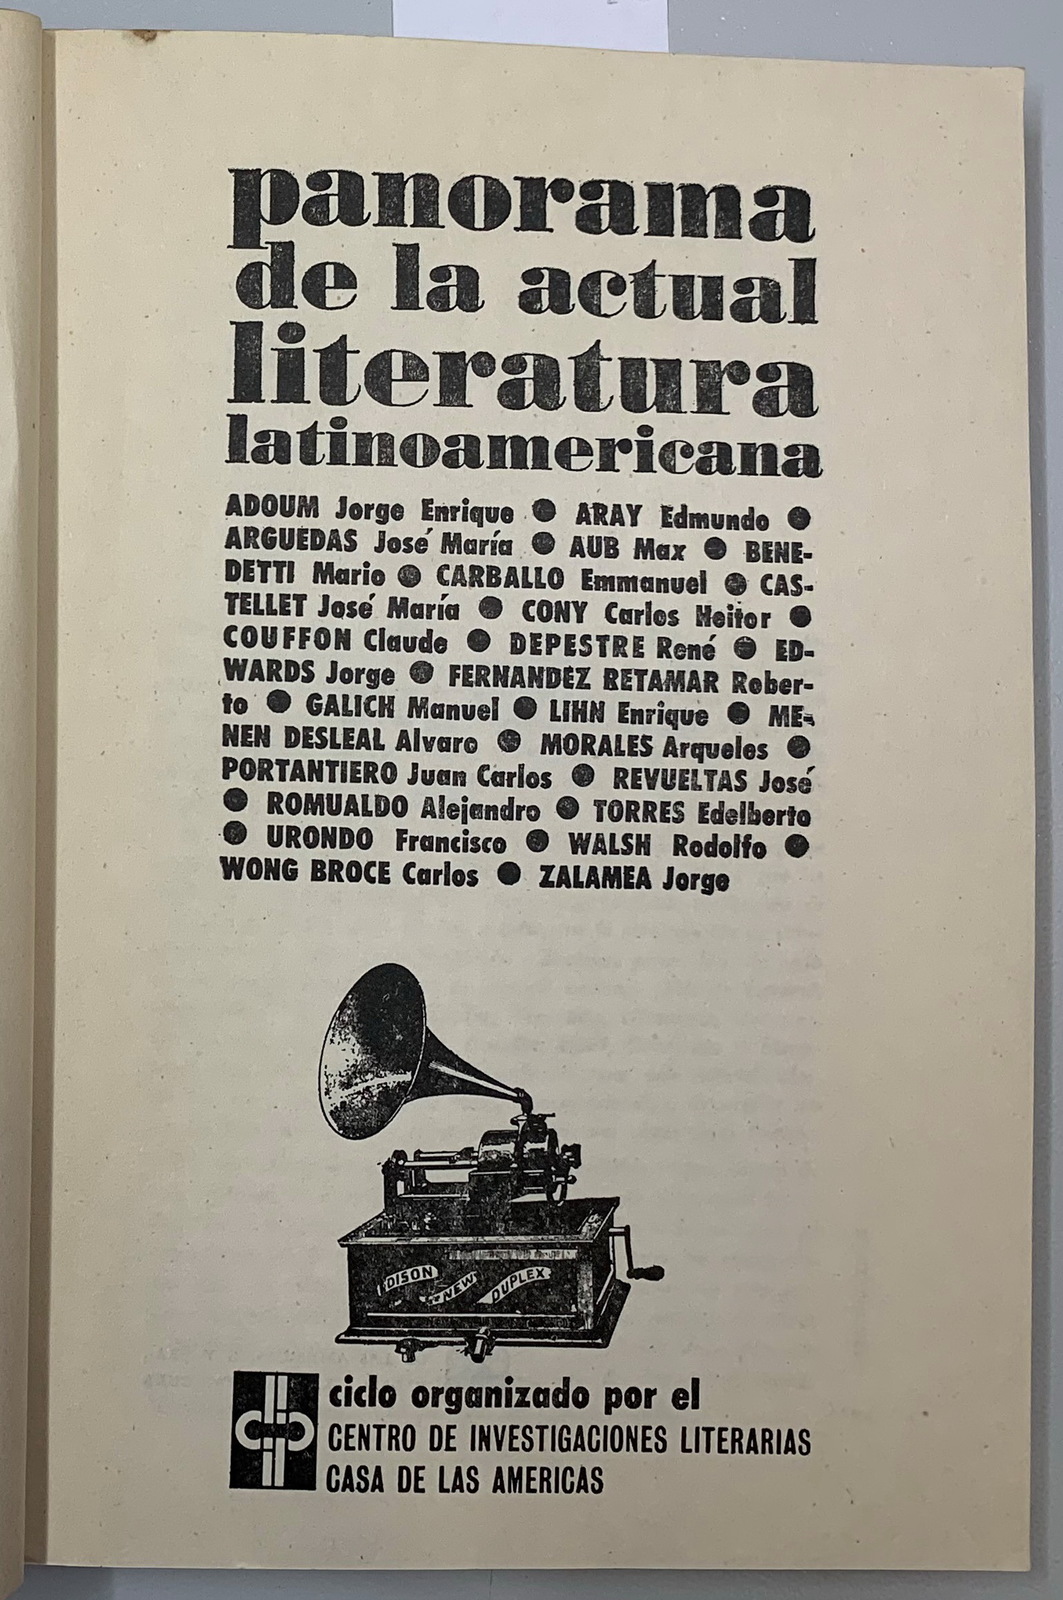 panorama
de la actual
literatura
latinoamericana
ADOUM Jorge Enrique ● ARAY Edmundo ●
ARGUEDAS José María ● AUB Max ● BENE-
DETTI Mario ● CARBALLO Emmanuel ● CAS-
TELLET José María ● CONY Carlos Heitor ●
COUFFON Claude ● DEPESTRE René ● ED-
WARDS Jorge ● FERNANDEZ RETAMAR Rober-
to ● GALICH Manuel ● LIHN Enrique ● ME-
NEN DESLEAL Alvaro ● MORALES Arqueles ●
PORTANTIERO Juan Carlos ● REVUELTAS José
● ROMUALDO Alejandro ● TORRES Edelberto
● URONDO Francisco ● WALSH Rodolfo ●
WONG BROCE Carlos ● ZALAMEA Jorge
EDISON NEW DUPLEX
ciclo organizado por el
CENTRO DE INVESTIGACIONES LITERARIAS
CASA DE LAS AMERICAS